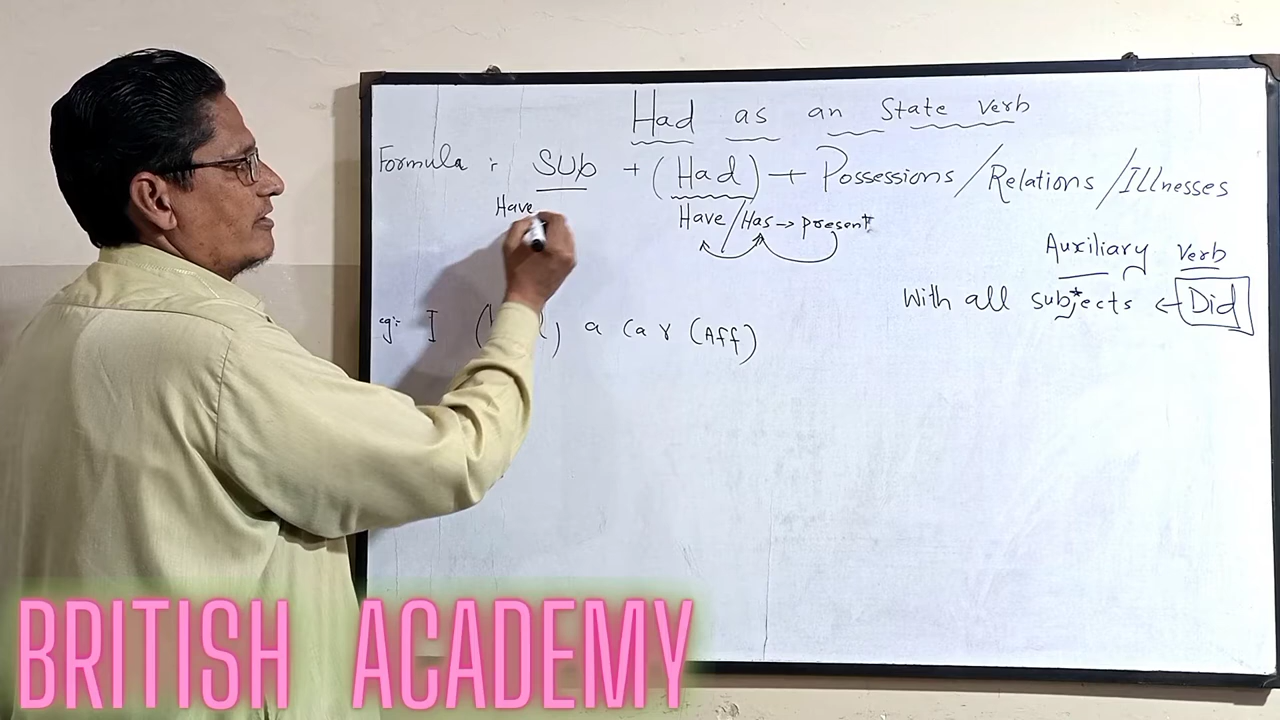 Had as an State verb
Formula : SUb + (Had) + Possessions/Relations/Illnesses
Have
Have/Has→present
Auxiliary verb
With all subjects ← Did
eg:- I ( ) a Car (Aff)
BRITISH ACADEMY